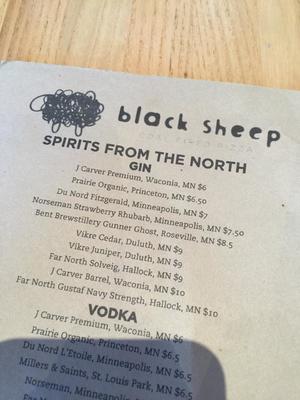 black sheep
COAL FIRED PIZZA
SPIRITS FROM THE NORTH
GIN
J Carver Premium, Waconia, MN $6
Prairie Organic, Princeton, MN $6.50
Du Nord Fitzgerald, Minneapolis, MN $7
Norseman Strawberry Rhubarb, Minneapolis, MN $7.50
Bent Brewstillery Gunner Ghost, Roseville, MN $8.5
Vikre Cedar, Duluth, MN $9
Vikre Juniper, Duluth, MN $9
Far North Solveig, Hallock, MN $9
J Carver Barrel, Waconia, MN $10
Far North Gustaf Navy Strength, Hallock, MN $10
VODKA
J Carver Premium, Waconia, MN $6
Prairie Organic, Princeton, MN $6.5
Du Nord L'Etoile, Minneapolis, MN $6.5
Millers & Saints, St. Louis Park, MN $6.5
Norseman, Minneapolis, MN